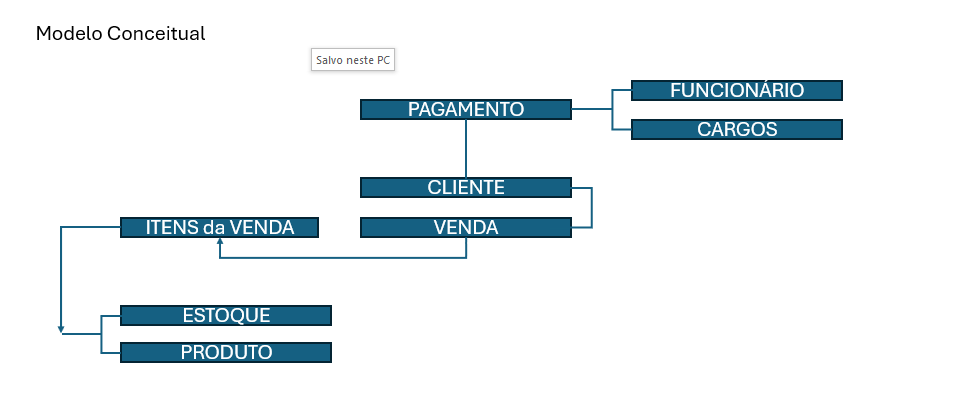 Modelo Conceitual
Salvo neste PC
FUNCIONÁRIO
PAGAMENTO
CARGOS
CLIENTE
ITENS da VENDA
VENDA
ESTOQUE
PRODUTO